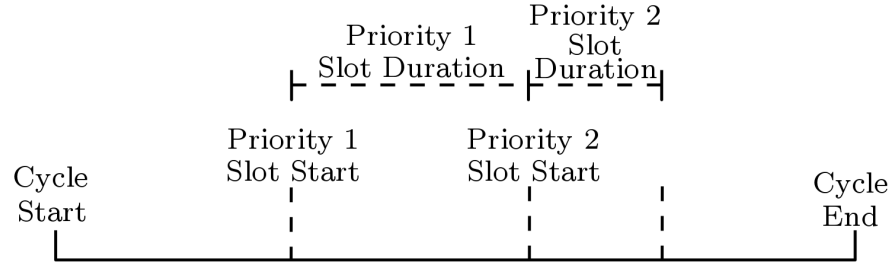 Priority 1
Slot Duration
Priority 2
Slot
Duration
Priority 1
Slot Start
Priority 2
Slot Start
Cycle
Start
Cycle
End